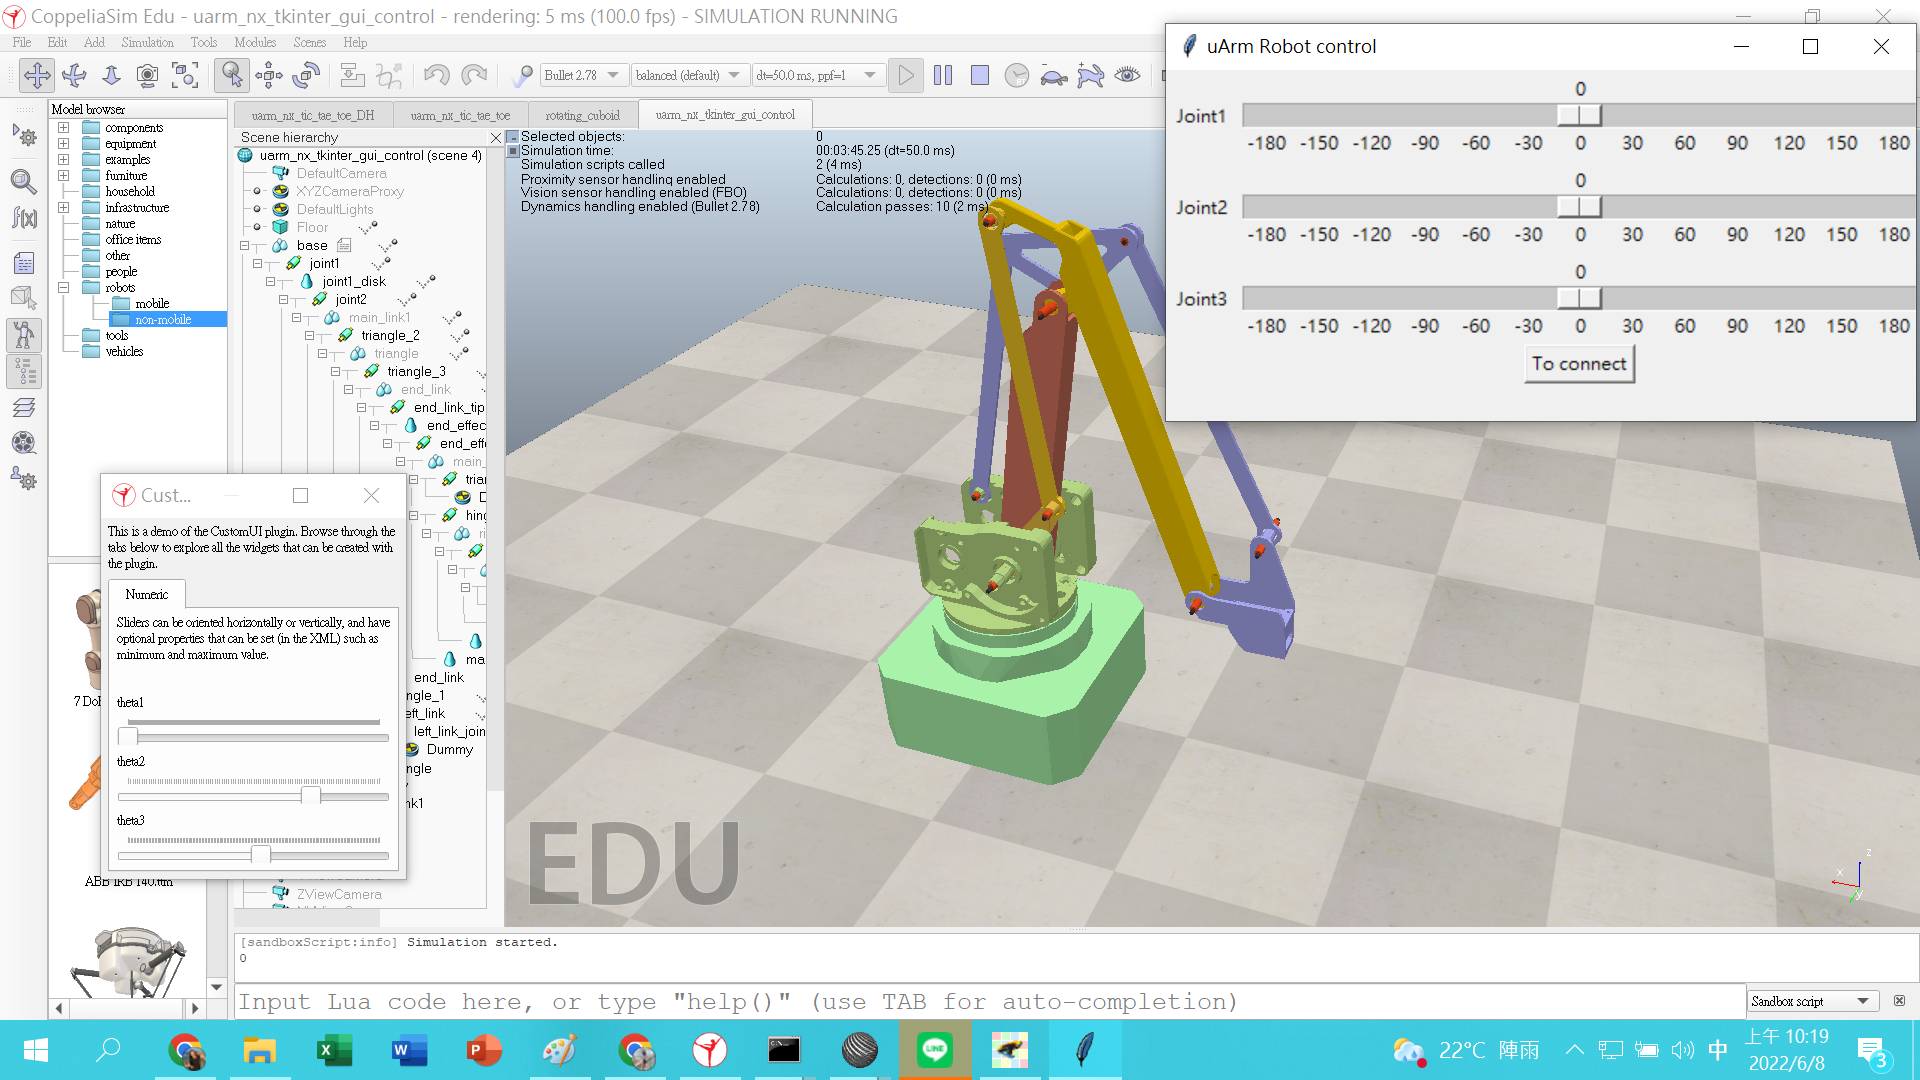 CoppeliaSim Edu - uarm_nx_tkinter_gui_control - rendering: 5 ms (100.0 fps) - SIMULATION RUNNING
File Edit Add Simulation Tools Modules Scenes Help
Bullet 2.78 balanced (default) dt=50.0 ms, ppf=1
Model browser
components
equipment
examples
furniture
household
infrastructure
nature
office items
other
people
robots
mobile
non-mobile
tools
vehicles
uarm_nx_tic_tae_toe_DH uarm_nx_tic_tae_toe rotating_cuboid uarm_nx_tkinter_gui_control
Scene hierarchy
uarm_nx_tkinter_gui_control (scene 4)
DefaultCamera
XYZCameraProxy
DefaultLights
Floor
base
joint1
joint1_disk
joint2
main_link1
triangle_2
triangle
triangle_3
end_link
end_link_tip
end_effec
end_effe
main_
trian
D
hing
ri
ma
end_link
ngle_1
eft_link
left_link_join
Dummy
ngle
nk1
ZViewCamera
Selected objects: 0
Simulation time: 00:03:45.25 (dt=50.0 ms)
Simulation scripts called 2 (4 ms)
Proximity sensor handling enabled Calculations: 0, detections: 0 (0 ms)
Vision sensor handling enabled (FBO) Calculations: 0, detections: 0 (0 ms)
Dynamics handling enabled (Bullet 2.78) Calculation passes: 10 (2 ms)
EDU
x
y
z
uArm Robot control
0
Joint1
-180 -150 -120 -90 -60 -30 0 30 60 90 120 150 180
0
Joint2
-180 -150 -120 -90 -60 -30 0 30 60 90 120 150 180
0
Joint3
-180 -150 -120 -90 -60 -30 0 30 60 90 120 150 180
To connect
Cust...
This is a demo of the CustomUI plugin. Browse through the
tabs below to explore all the widgets that can be created with
the plugin.
Numeric
Sliders can be oriented horizontally or vertically, and have
optional properties that can be set (in the XML) such as
minimum and maximum value.
theta1
theta2
theta3
7 DoF
ABB IRB 140.ttm
[sandboxScript:info] Simulation started.
0
Input Lua code here, or type "help()" (use TAB for auto-completion)
Sandbox script
22°C 陣雨
中
上午 10:19
2022/6/8
3